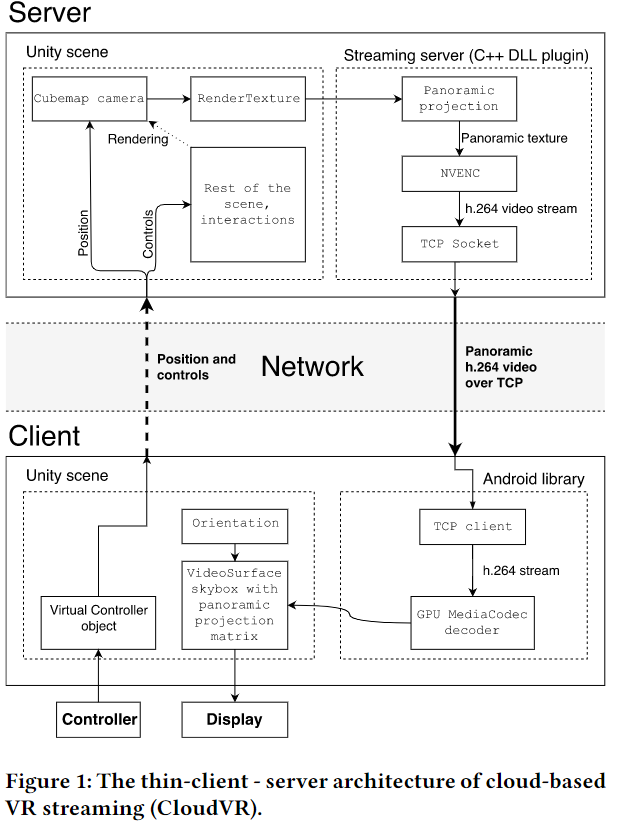 Server
Unity scene
Streaming server (C++ DLL plugin)
Cubemap camera
RenderTexture
Panoramic
projection
Rendering
Panoramic texture
Rest of the
scene,
interactions
NVENC
Position
Controls
h.264 video stream
TCP Socket
Position and
controls
Network
Panoramic
h.264 video
over TCP
Client
Unity scene
Android library
Orientation
TCP client
VideoSurface
skybox with
panoramic
projection
matrix
h.264 stream
Virtual Controller
object
GPU MediaCodec
decoder
Controller
Display
Figure 1: The thin-client - server architecture of cloud-based
VR streaming (CloudVR).